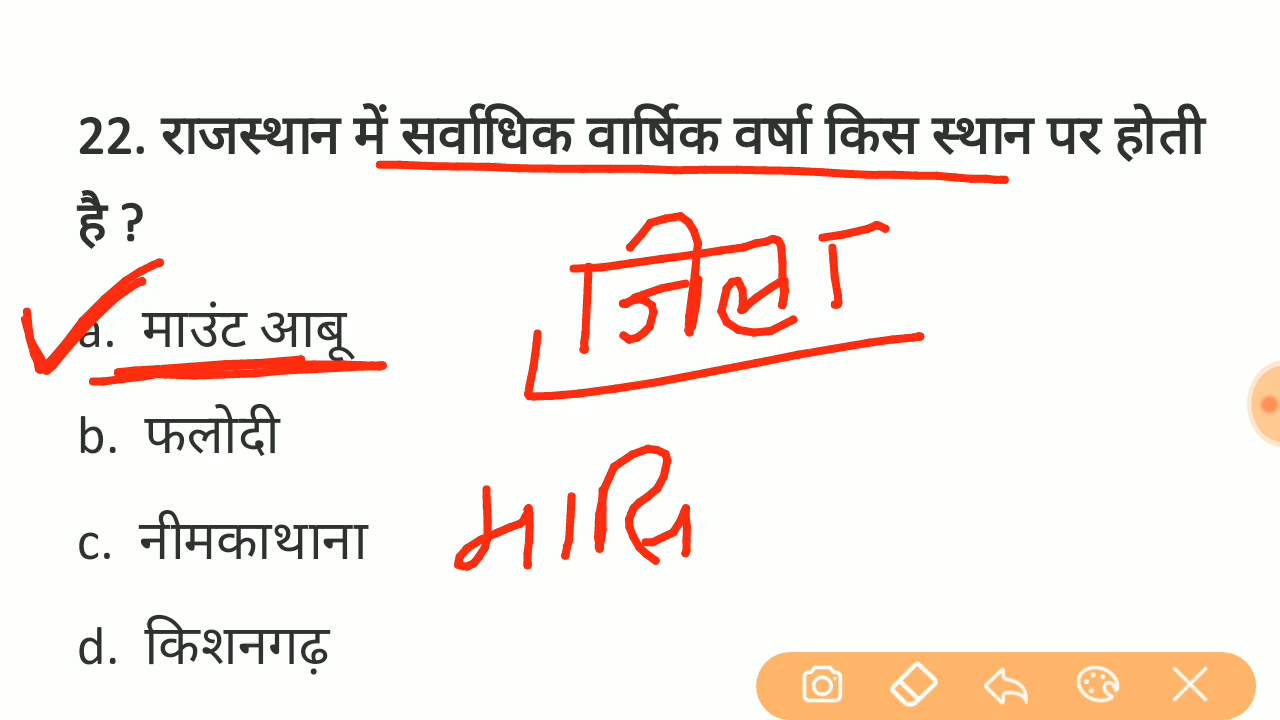 22. राजस्थान में सर्वाधिक वार्षिक वर्षा किस स्थान पर होती
है ?
जिला
a. माउंट आबू
b. फलोदी
मासि
c. नीमकाथाना
d. किशनगढ़